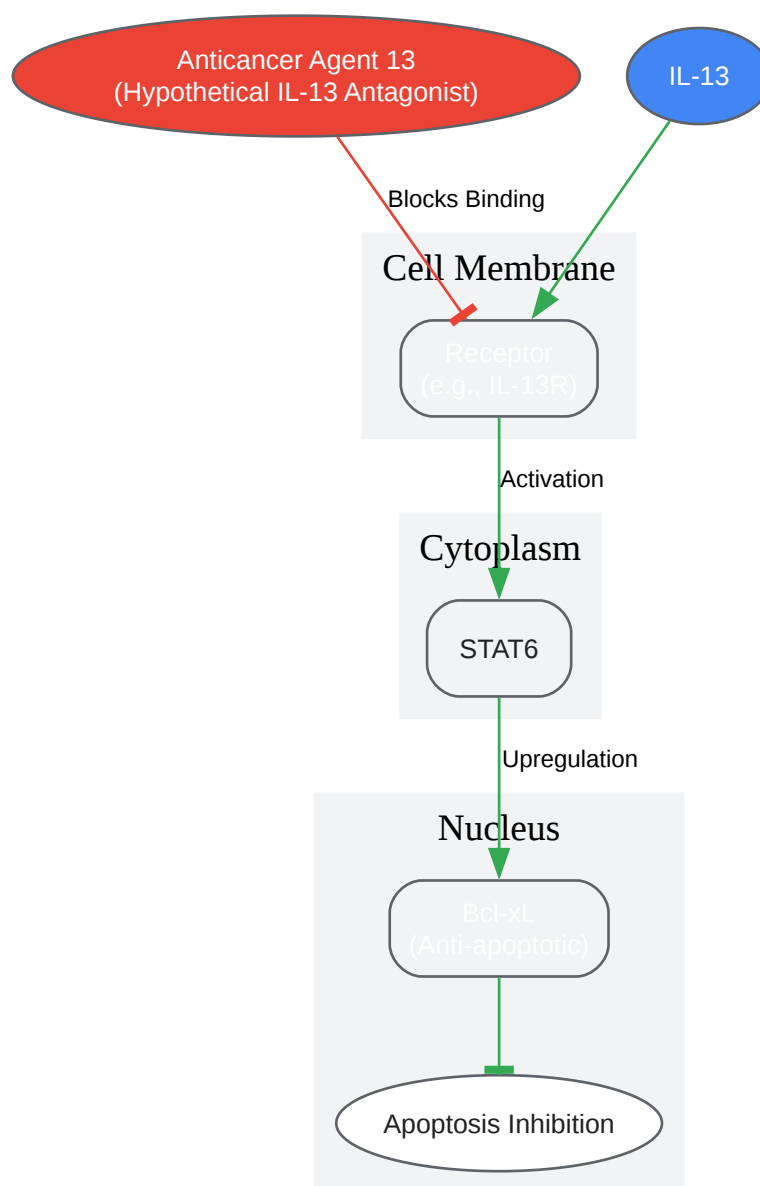 Anticancer Agent 13
(Hypothetical IL-13 Antagonist)
IL-13
Blocks Binding
Cell Membrane
Receptor
(e.g., IL-13R)
Activation
Cytoplasm
STAT6
Upregulation
Nucleus
Bcl-xL
(Anti-apoptotic)
Apoptosis Inhibition